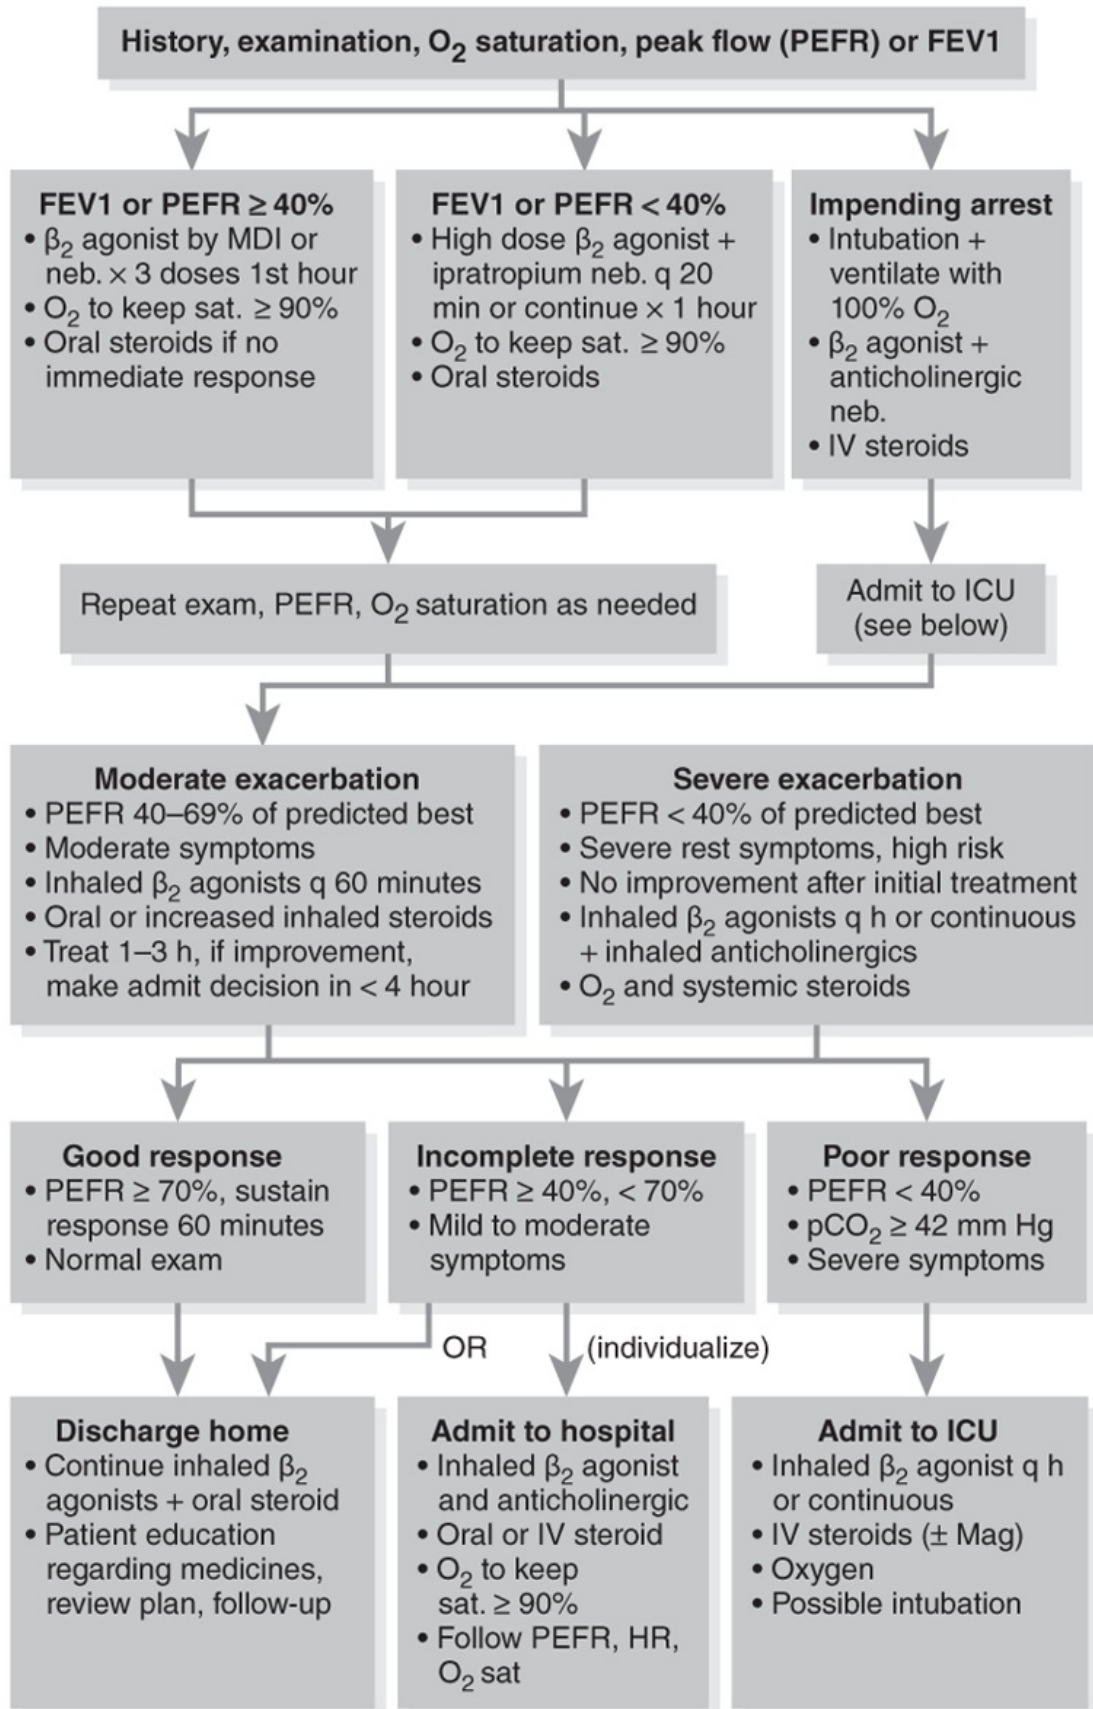 History, examination, O₂ saturation, peak flow (PEFR) or FEV1
FEV1 or PEFR ≥ 40%
• β₂ agonist by MDI or
neb. × 3 doses 1st hour
• O₂ to keep sat. ≥ 90%
• Oral steroids if no
immediate response
FEV1 or PEFR < 40%
• High dose β₂ agonist +
ipratropium neb. q 20
min or continue × 1 hour
• O₂ to keep sat. ≥ 90%
• Oral steroids
Impending arrest
• Intubation +
ventilate with
100% O₂
• β₂ agonist +
anticholinergic
neb.
• IV steroids
Repeat exam, PEFR, O₂ saturation as needed
Admit to ICU
(see below)
Moderate exacerbation
• PEFR 40–69% of predicted best
• Moderate symptoms
• Inhaled β₂ agonists q 60 minutes
• Oral or increased inhaled steroids
• Treat 1–3 h, if improvement,
make admit decision in < 4 hour
Severe exacerbation
• PEFR < 40% of predicted best
• Severe rest symptoms, high risk
• No improvement after initial treatment
• Inhaled β₂ agonists q h or continuous
+ inhaled anticholinergics
• O₂ and systemic steroids
Good response
• PEFR ≥ 70%, sustain
response 60 minutes
• Normal exam
Incomplete response
• PEFR ≥ 40%, < 70%
• Mild to moderate
symptoms
Poor response
• PEFR < 40%
• pCO₂ ≥ 42 mm Hg
• Severe symptoms
OR
(individualize)
Discharge home
• Continue inhaled β₂
agonists + oral steroid
• Patient education
regarding medicines,
review plan, follow-up
Admit to hospital
• Inhaled β₂ agonist
and anticholinergic
• Oral or IV steroid
• O₂ to keep
sat. ≥ 90%
• Follow PEFR, HR,
O₂ sat
Admit to ICU
• Inhaled β₂ agonist q h
or continuous
• IV steroids (± Mag)
• Oxygen
• Possible intubation